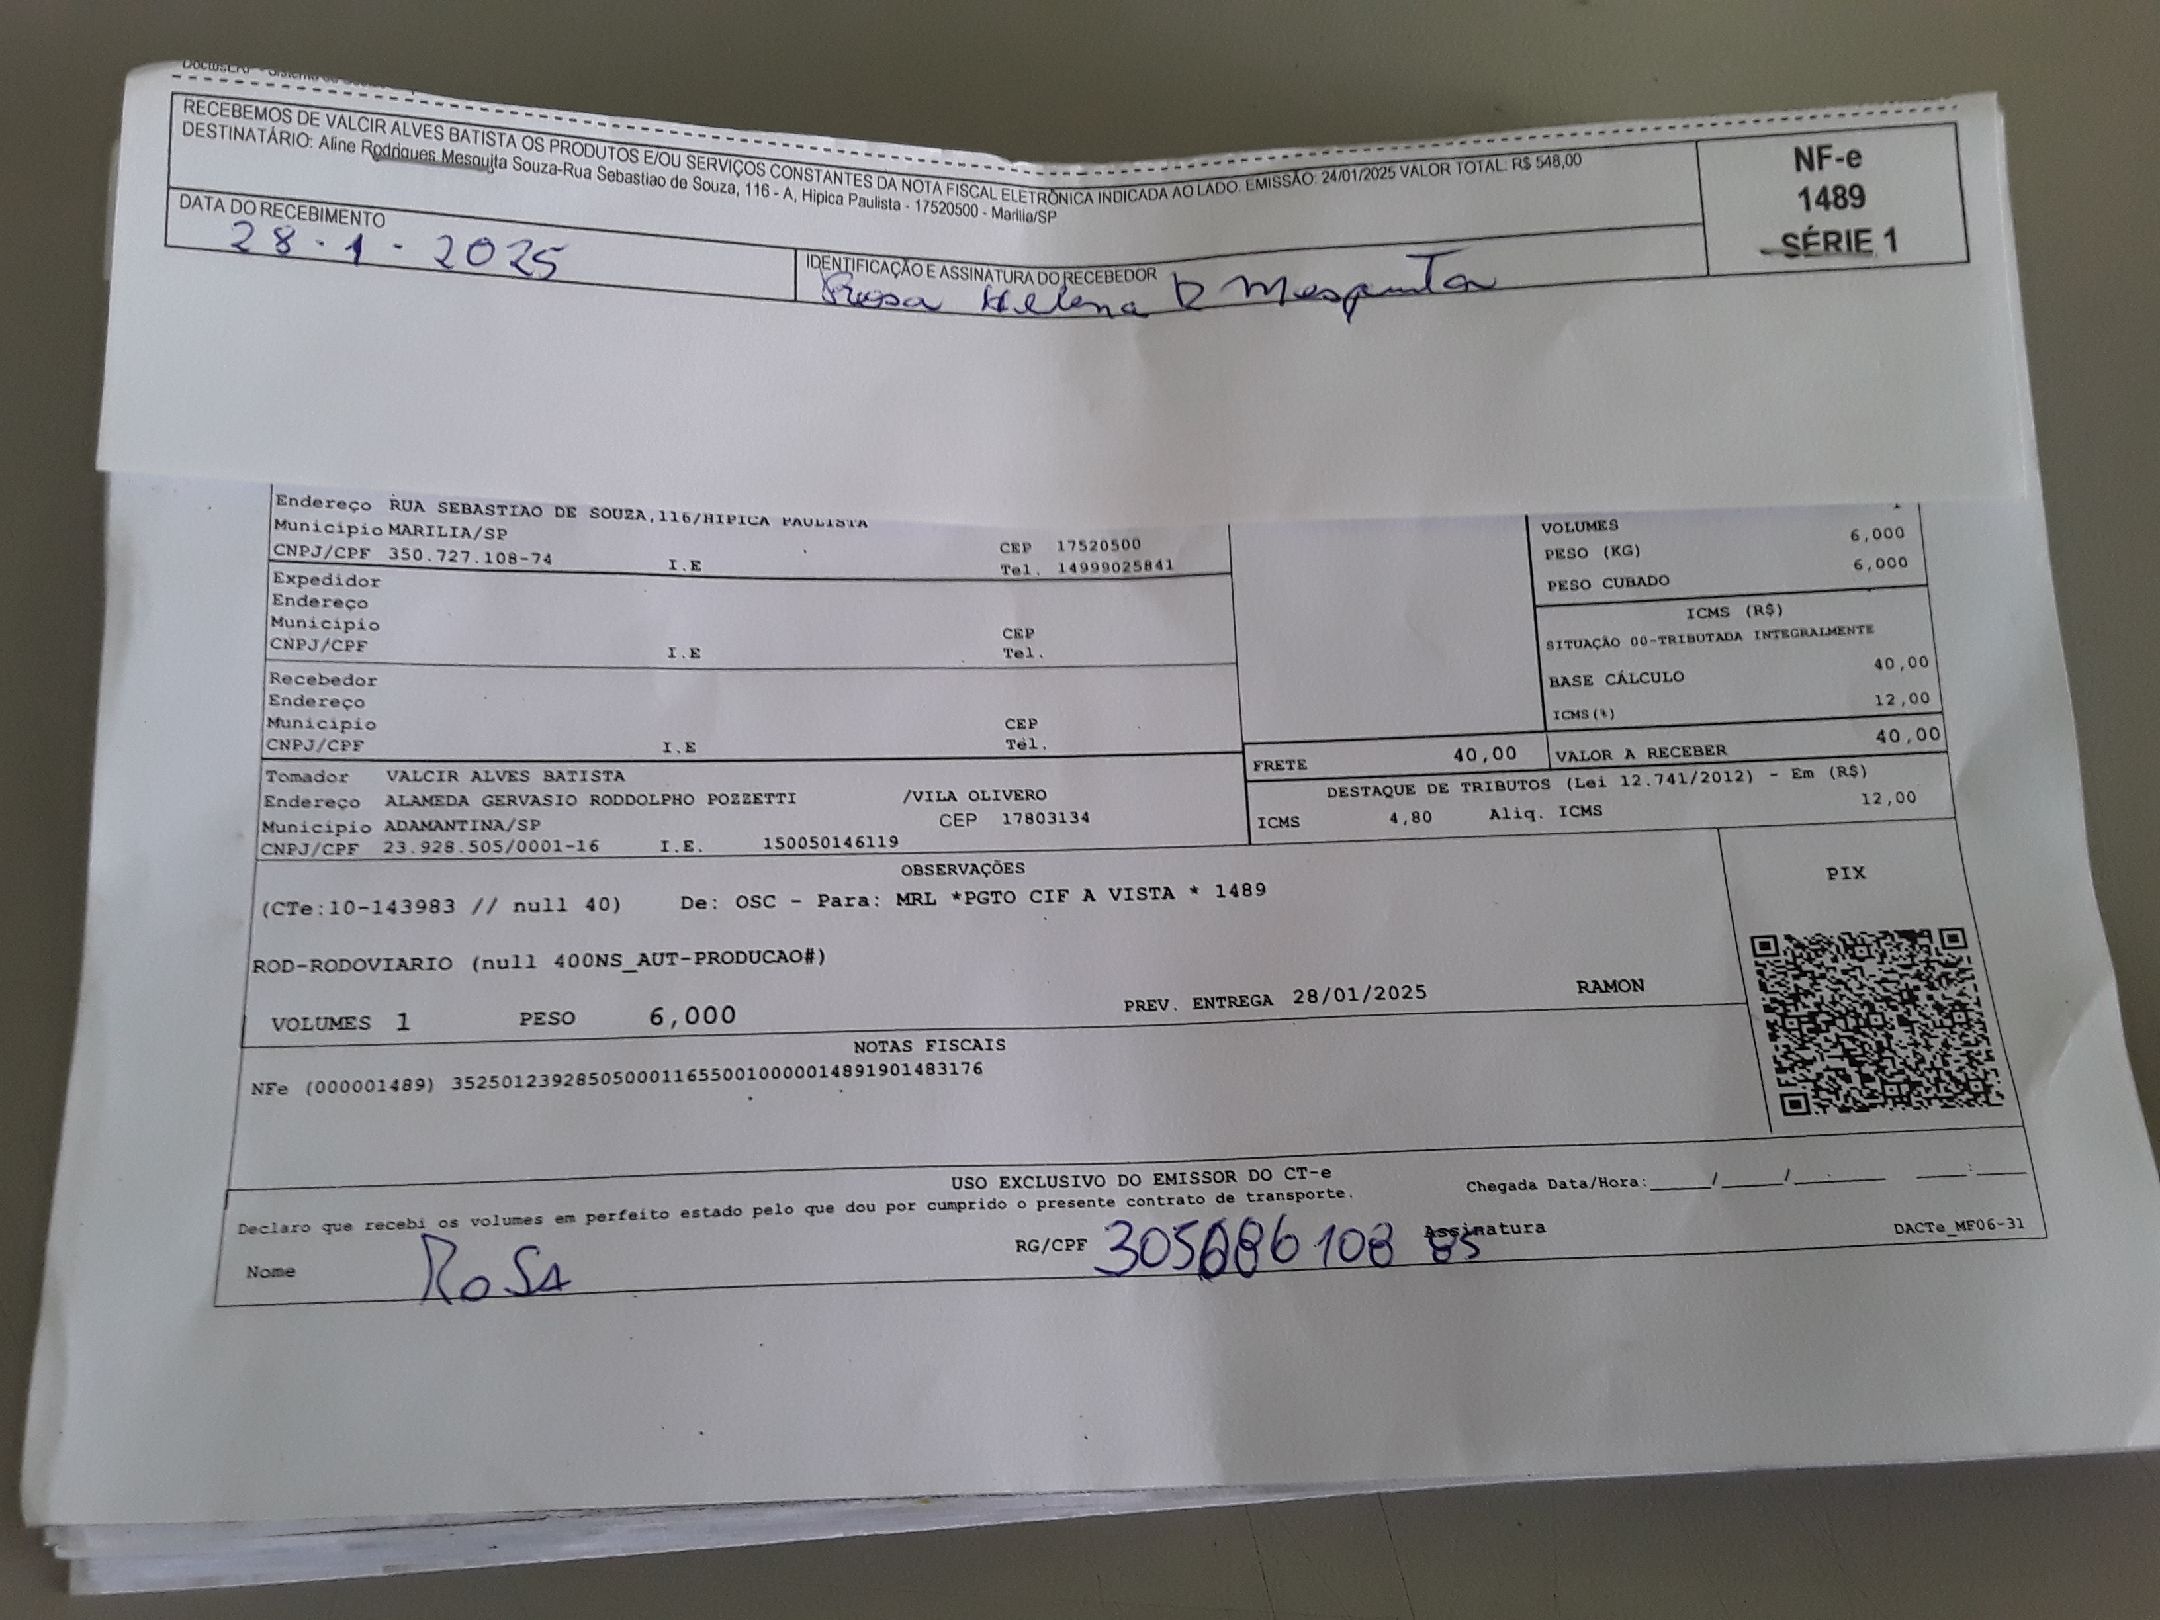 RECEBEMOS DE VALCIR ALVES BATISTA OS PRODUTOS E/OU SERVIÇOS CONSTANTES DA NOTA FISCAL ELETRÔNICA INDICADA AO LADO. EMISSÃO: 24/01/2025 VALOR TOTAL: R$ 548,00
DESTINATÁRIO: Aline Rodrigues Mesquita Souza-Rua Sebastiao de Souza, 116 - A, Hipica Paulista - 17520500 - Marilia/SP
NF-e
1489
SÉRIE 1
DATA DO RECEBIMENTO
28-1-2025
IDENTIFICAÇÃO E ASSINATURA DO RECEBEDOR
Rosa Helena R Mesquita
Endereço RUA SEBASTIAO DE SOUZA,116/HIPICA PAULISTA
Municipio MARILIA/SP CEP 17520500
CNPJ/CPF 350.727.108-74 I.E Tel. 14999025841
Expedidor
Endereço
Municipio CEP
CNPJ/CPF I.E Tel.
Recebedor
Endereço
Municipio CEP
CNPJ/CPF I.E Tel.
Tomador VALCIR ALVES BATISTA
Endereço ALAMEDA GERVASIO RODDOLPHO POZZETTI /VILA OLIVERO
Municipio ADAMANTINA/SP CEP 17803134
CNPJ/CPF 23.928.505/0001-16 I.E. 150050146119
VOLUMES
PESO (KG) 6,000
PESO CUBADO 6,000
ICMS (R$)
SITUAÇÃO 00-TRIBUTADA INTEGRALMENTE
BASE CÁLCULO 40,00
ICMS(%) 12,00
FRETE 40,00 VALOR A RECEBER 40,00
DESTAQUE DE TRIBUTOS (Lei 12.741/2012) - Em (R$)
ICMS 4,80 Aliq. ICMS 12,00
OBSERVAÇÕES
(CTe:10-143983 // null 40) De: OSC - Para: MRL *PGTO CIF A VISTA * 1489
PIX
ROD-RODOVIARIO (null 400NS_AUT-PRODUCAO#)
VOLUMES 1 PESO 6,000 PREV. ENTREGA 28/01/2025 RAMON
NOTAS FISCAIS
NFe (000001489) 35250123928505000116550010000014891901483176
USO EXCLUSIVO DO EMISSOR DO CT-e
Declaro que recebi os volumes em perfeito estado pelo que dou por cumprido o presente contrato de transporte. Chegada Data/Hora:_____/_____/_______ ____:____
Nome ROSA RG/CPF 305686108 85 Assinatura DACTe_MF06-31